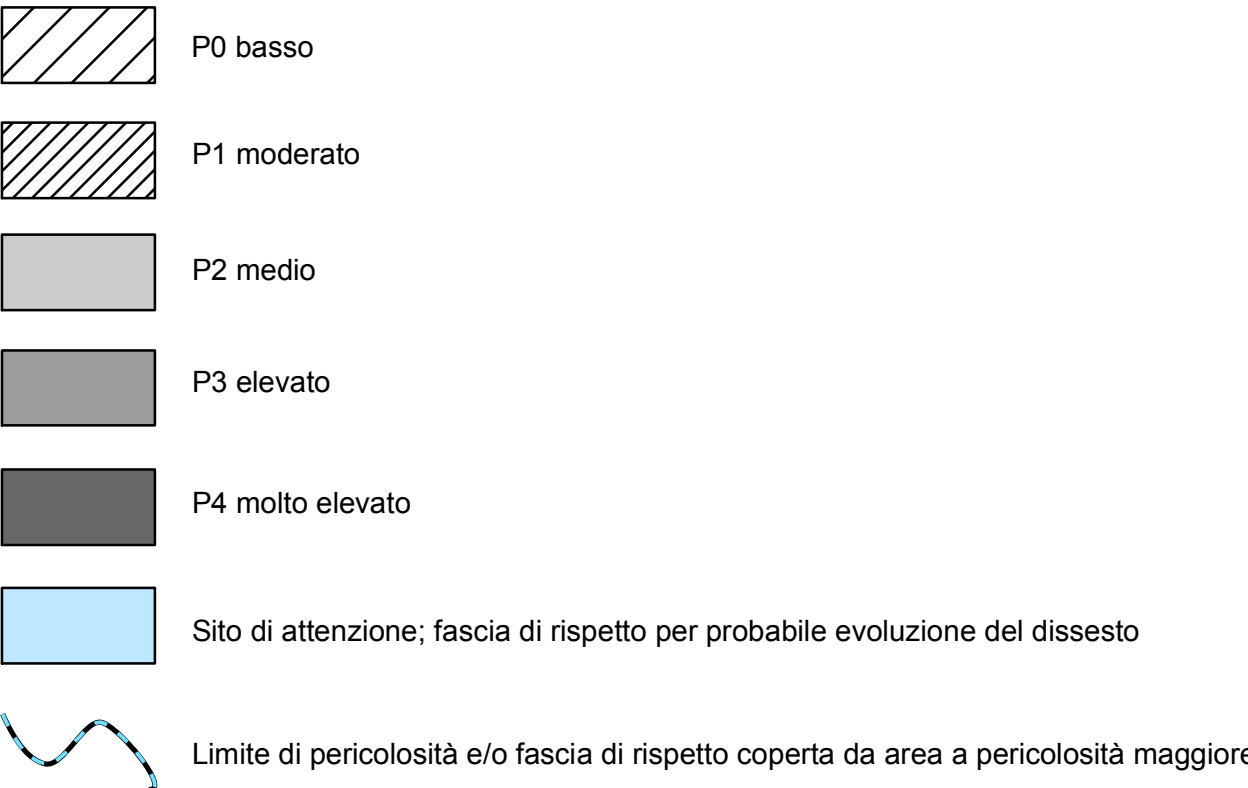 P0 basso
P1 moderato
P2 medio
P3 elevato
P4 molto elevato
Sito di attenzione; fascia di rispetto per probabile evoluzione del dissesto
Limite di pericolosità e/o fascia di rispetto coperta da area a pericolosità maggiore